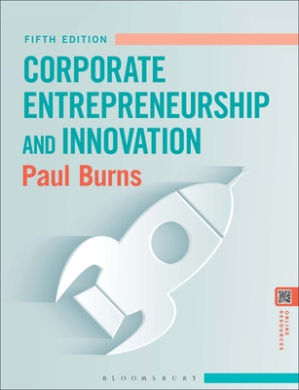 FIFTH EDITION
CORPORATE
ENTREPRENEURSHIP
AND INNOVATION
Paul Burns
ONLINE
RESOURCES
BLOOMSBURY